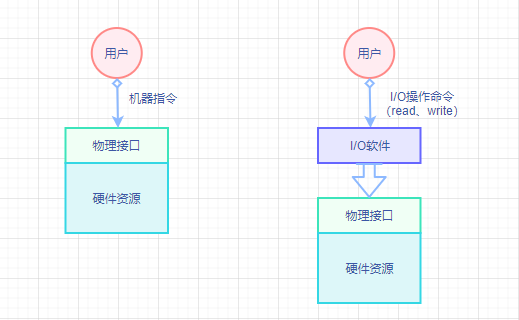 用户
机器指令
物理接口
硬件资源
用户
I/O操作命令
（read、write）
I/O软件
物理接口
硬件资源